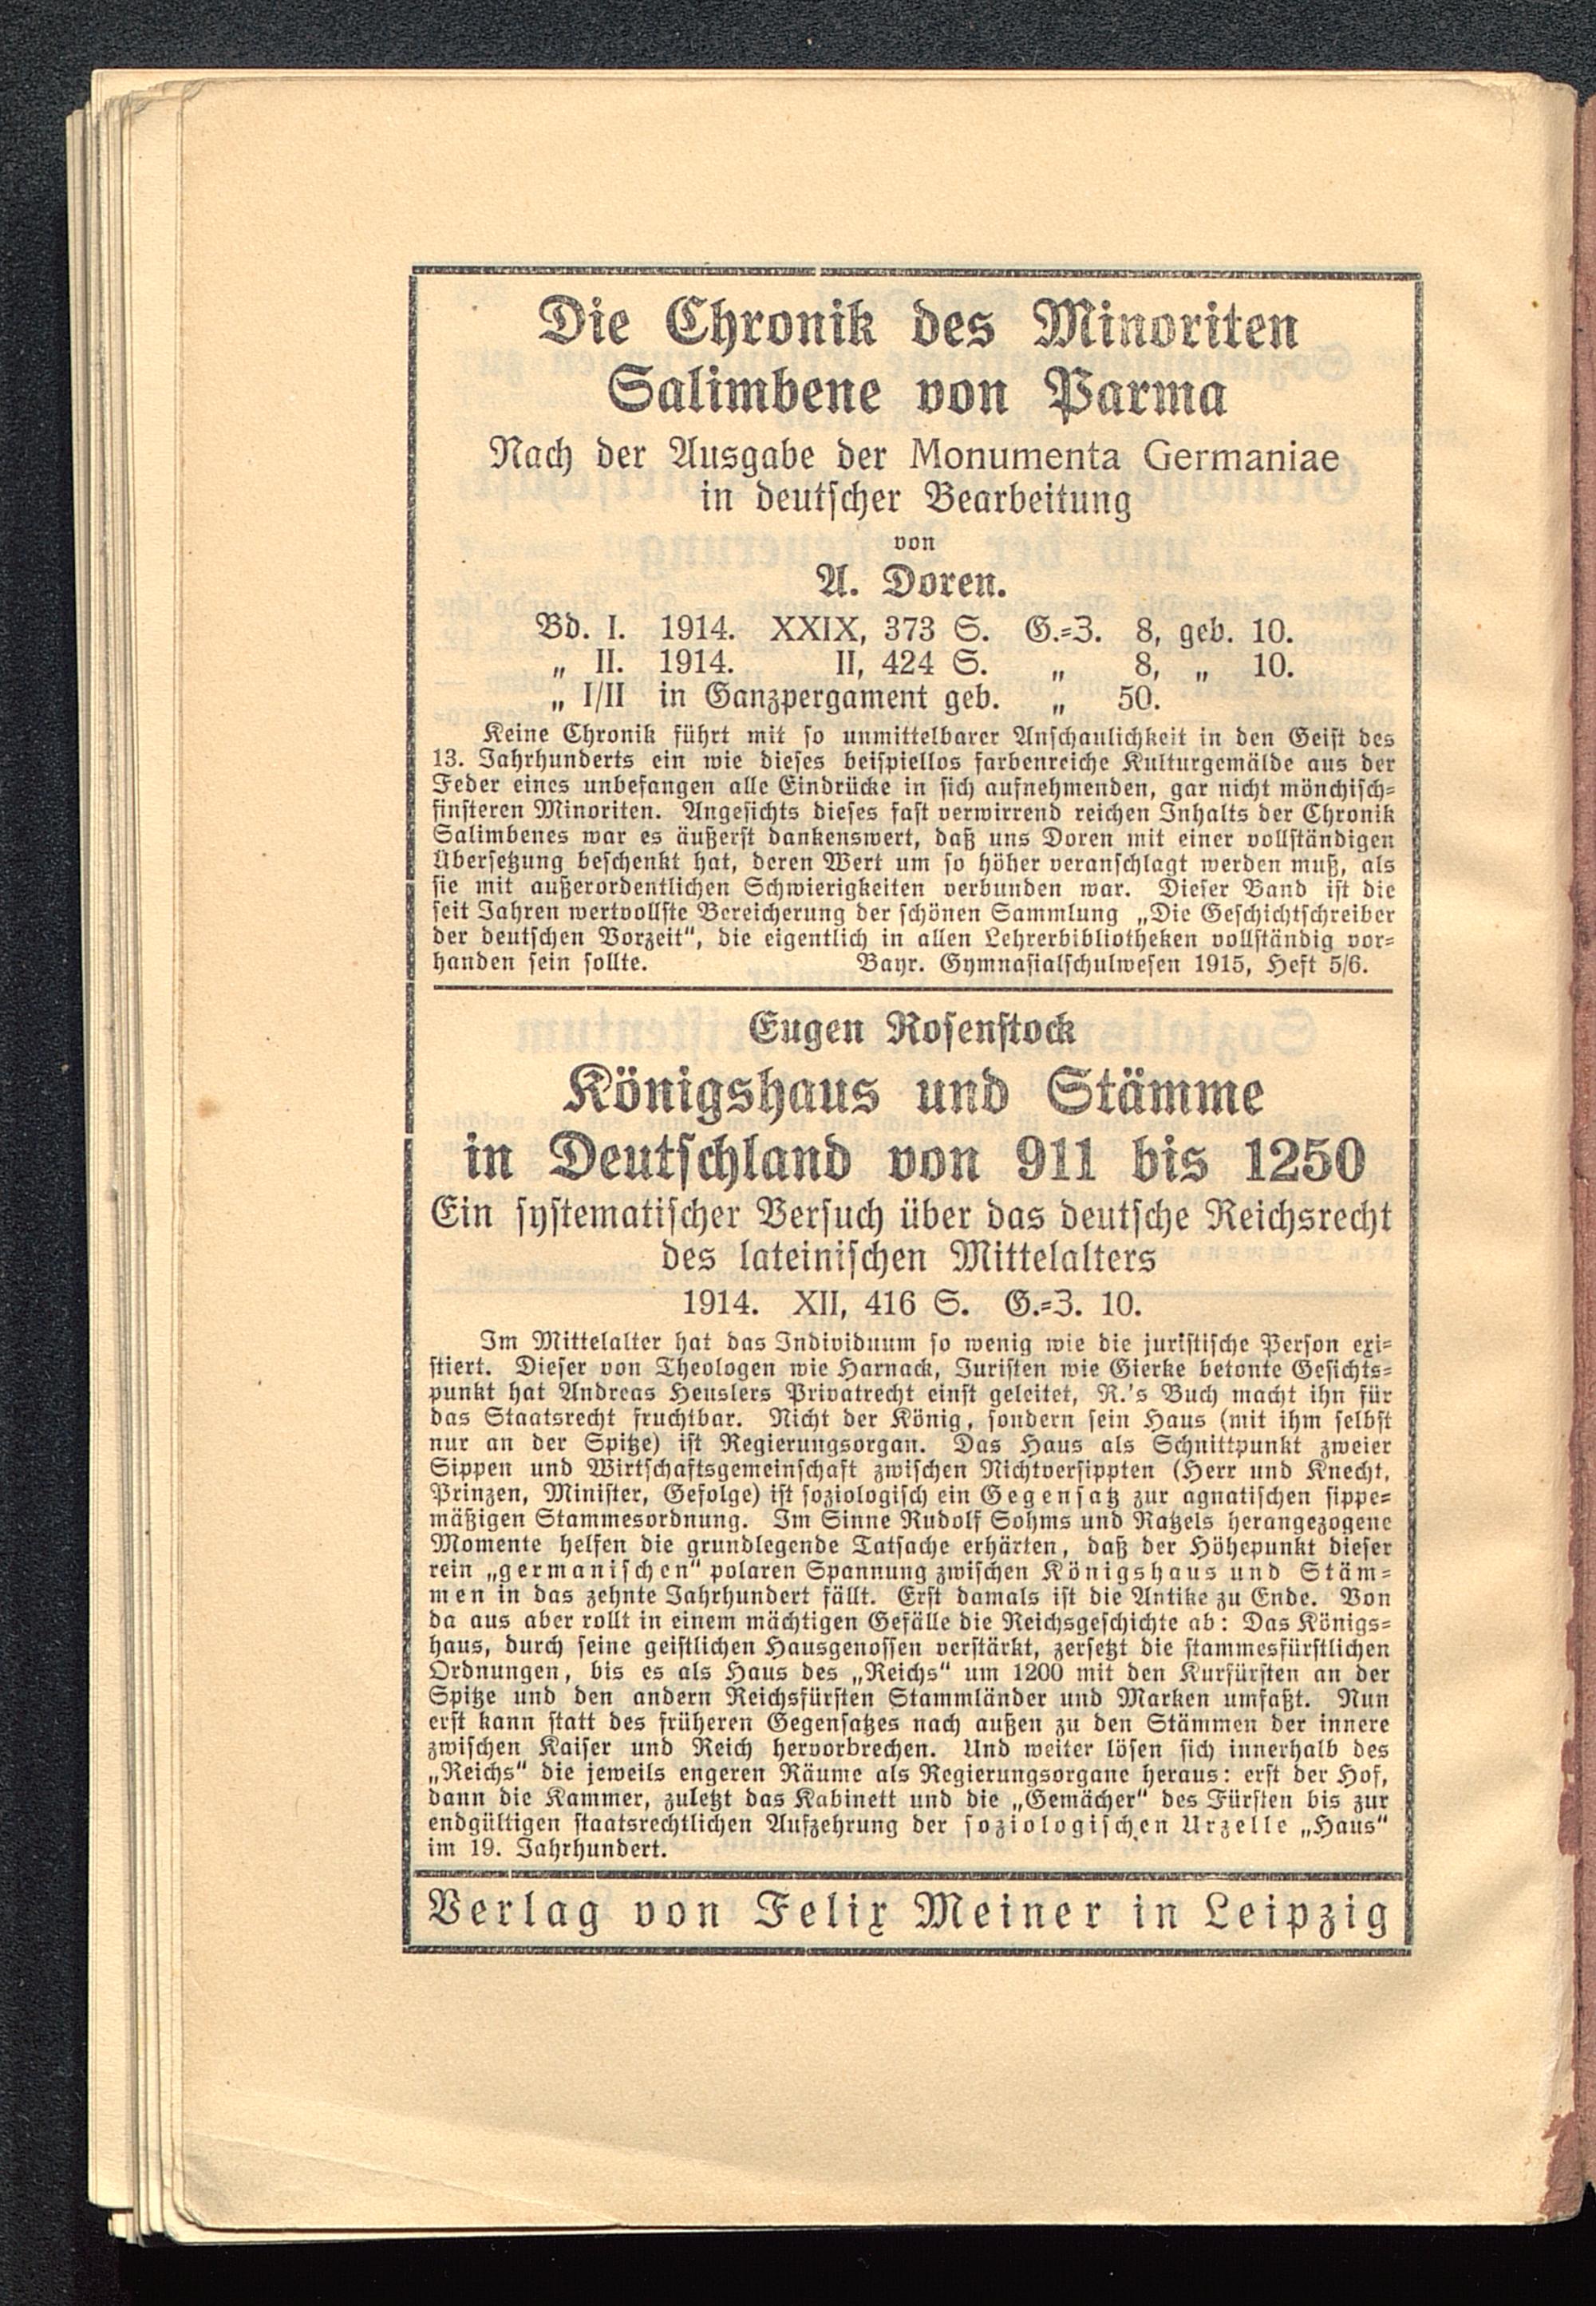 Die Chronik des Minoriten
Salimbene von Parma
Nach der Ausgabe der Monumenta Germaniae
in deutscher Bearbeitung
von
A. Doren.
Bd. I. 1914. XXIX, 373 S. G.=Z. 8, geb. 10.
„ II. 1914. II, 424 S. „ 8, „ 10.
„ I/II in Ganzpergament geb. „ 50.
Keine Chronik führt mit so unmittelbarer Anschaulichkeit in den Geist des
13. Jahrhunderts ein wie dieses beispiellos farbenreiche Kulturgemälde aus der
Feder eines unbefangen alle Eindrücke in sich aufnehmenden, gar nicht mönchisch=
finsteren Minoriten. Angesichts dieses fast verwirrend reichen Inhalts der Chronik
Salimbenes war es äußerst dankenswert, daß uns Doren mit einer vollständigen
Übersetzung beschenkt hat, deren Wert um so höher veranschlagt werden muß, als
sie mit außerordentlichen Schwierigkeiten verbunden war. Dieser Band ist die
seit Jahren wertvollste Bereicherung der schönen Sammlung „Die Geschichtschreiber
der deutschen Vorzeit“, die eigentlich in allen Lehrerbibliotheken vollständig vor=
handen sein sollte. Bayr. Gymnasialschulwesen 1915, Heft 5/6.
Eugen Rosenstock
Königshaus und Stämme
in Deutschland von 911 bis 1250
Ein systematischer Versuch über das deutsche Reichsrecht
des lateinischen Mittelalters
1914. XII, 416 S. G.=Z. 10.
Im Mittelalter hat das Individuum so wenig wie die juristische Person exi=
stiert. Dieser von Theologen wie Harnack, Juristen wie Gierke betonte Gesichts=
punkt hat Andreas Heuslers Privatrecht einst geleitet, R.'s Buch macht ihn für
das Staatsrecht fruchtbar. Nicht der König, sondern sein Haus (mit ihm selbst
nur an der Spitze) ist Regierungsorgan. Das Haus als Schnittpunkt zweier
Sippen und Wirtschaftsgemeinschaft zwischen Nichtversippten (Herr und Knecht,
Prinzen, Minister, Gefolge) ist soziologisch ein Gegensatz zur agnatischen sippe=
mäßigen Stammesordnung. Im Sinne Rudolf Sohms und Ratzels herangezogene
Momente helfen die grundlegende Tatsache erhärten, daß der Höhepunkt dieser
rein „germanischen“ polaren Spannung zwischen Königshaus und Stäm=
men in das zehnte Jahrhundert fällt. Erst damals ist die Antike zu Ende. Von
da aus aber rollt in einem mächtigen Gefälle die Reichsgeschichte ab: Das Königs=
haus, durch seine geistlichen Hausgenossen verstärkt, zersetzt die stammesfürstlichen
Ordnungen, bis es als Haus des „Reichs“ um 1200 mit den Kurfürsten an der
Spitze und den andern Reichsfürsten Stammländer und Marken umfaßt. Nun
erst kann statt des früheren Gegensatzes nach außen zu den Stämmen der innere
zwischen Kaiser und Reich hervorbrechen. Und weiter lösen sich innerhalb des
„Reichs“ die jeweils engeren Räume als Regierungsorgane heraus: erst der Hof,
dann die Kammer, zuletzt das Kabinett und die „Gemächer“ des Fürsten bis zur
endgültigen staatsrechtlichen Aufzehrung der soziologischen Urzelle „Haus“
im 19. Jahrhundert.
Verlag von Felix Meiner in Leipzig